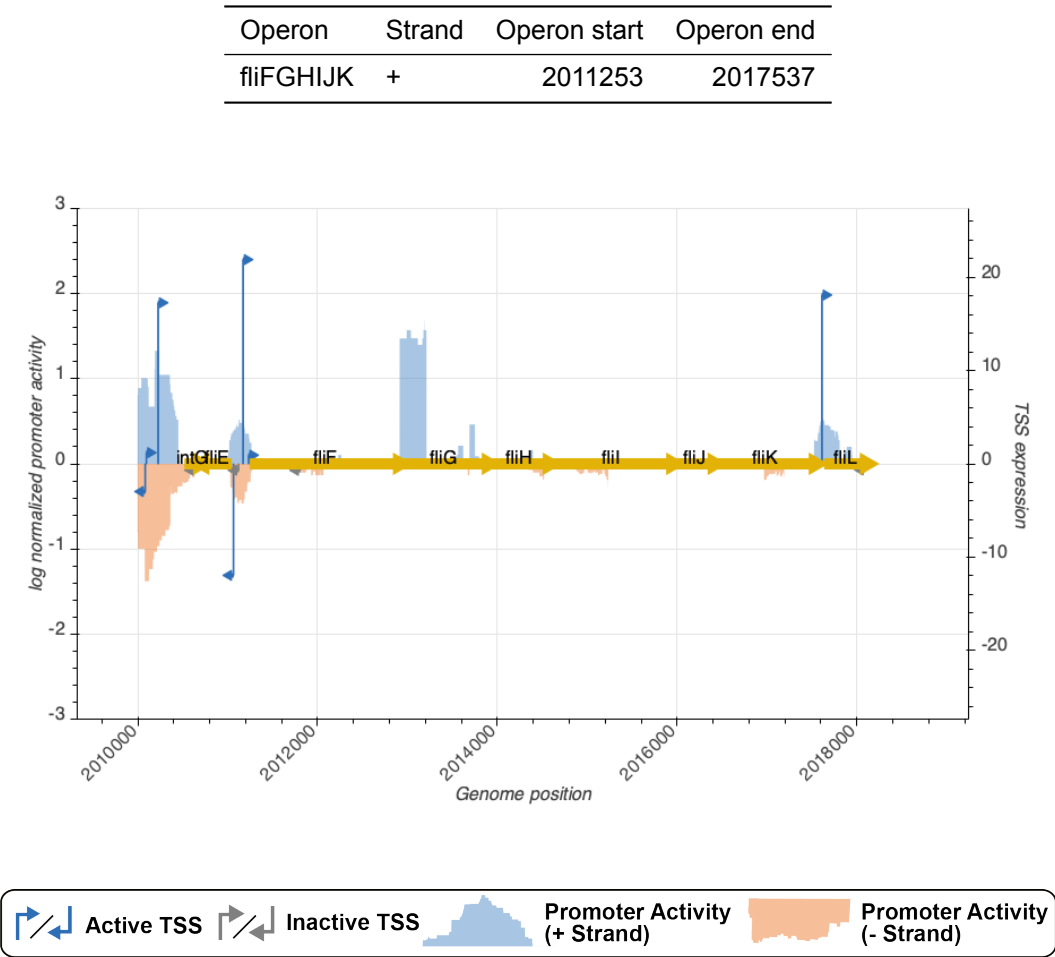 Operon Strand Operon start Operon end
fliFGHIJK + 2011253 2017537
3
2
1
0
-1
-2
-3
log normalized promoter activity
20
10
0
-10
-20
TSS expression
intG fliE fliF fliG fliH fliI fliJ fliK fliL
2010000 2012000 2014000 2016000 2018000
Genome position
Active TSS Inactive TSS Promoter Activity (+ Strand) Promoter Activity (- Strand)